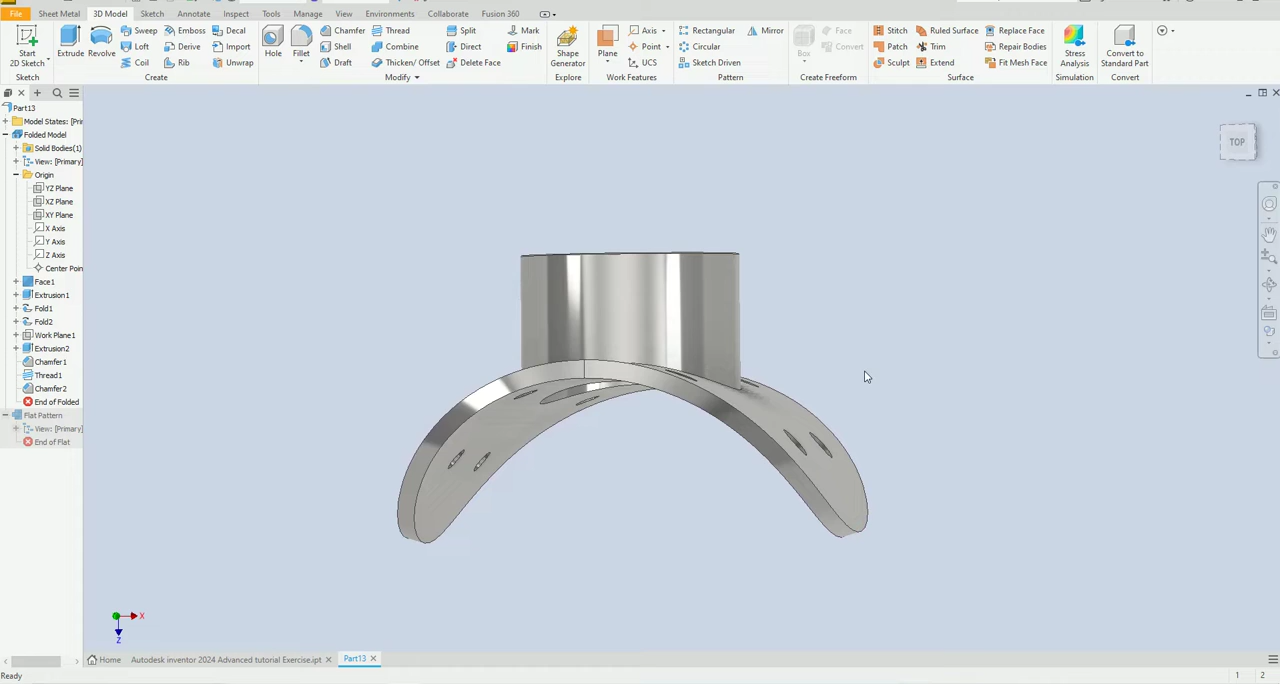 File Sheet Metal 3D Model Sketch Annotate Inspect Tools Manage View Environments Collaborate Fusion 360
Start
2D Sketch
Sketch
Extrude
Revolve
Sweep
Emboss
Decal
Loft
Derive
Import
Coil
Rib
Unwrap
Create
Hole
Fillet
Chamfer
Thread
Split
Mark
Shell
Combine
Direct
Finish
Draft
Thicken/ Offset
Delete Face
Modify
Shape
Generator
Explore
Plane
Axis
Point
UCS
Work Features
Rectangular
Mirror
Circular
Sketch Driven
Pattern
Box
Face
Convert
Create Freeform
Stitch
Ruled Surface
Replace Face
Patch
Trim
Repair Bodies
Sculpt
Extend
Fit Mesh Face
Surface
Stress
Analysis
Simulation
Convert to
Standard Part
Convert
Part13
Model States: [Pri
Folded Model
Solid Bodies(1)
View: [Primary]
Origin
YZ Plane
XZ Plane
XY Plane
X Axis
Y Axis
Z Axis
Center Poin
Face1
Extrusion1
Fold1
Fold2
Work Plane1
Extrusion2
Chamfer1
Thread1
Chamfer2
End of Folded
Flat Pattern
View: [Primary]
End of Flat
TOP
X
Z
Home Autodesk inventor 2024 Advanced tutorial Exercise.ipt Part13
Ready 1 2